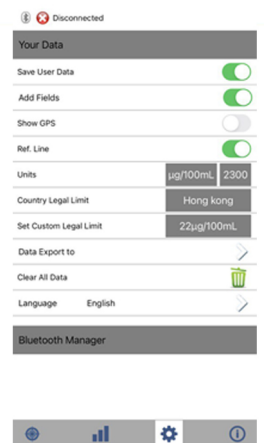 Disconnected
Your Data
Save User Data
Add Fields
Show GPS
Ref. Line
Units µg/100mL 2300
Country Legal Limit Hong kong
Set Custom Legal Limit 22µg/100mL
Data Export to
Clear All Data
Language English
Bluetooth Manager